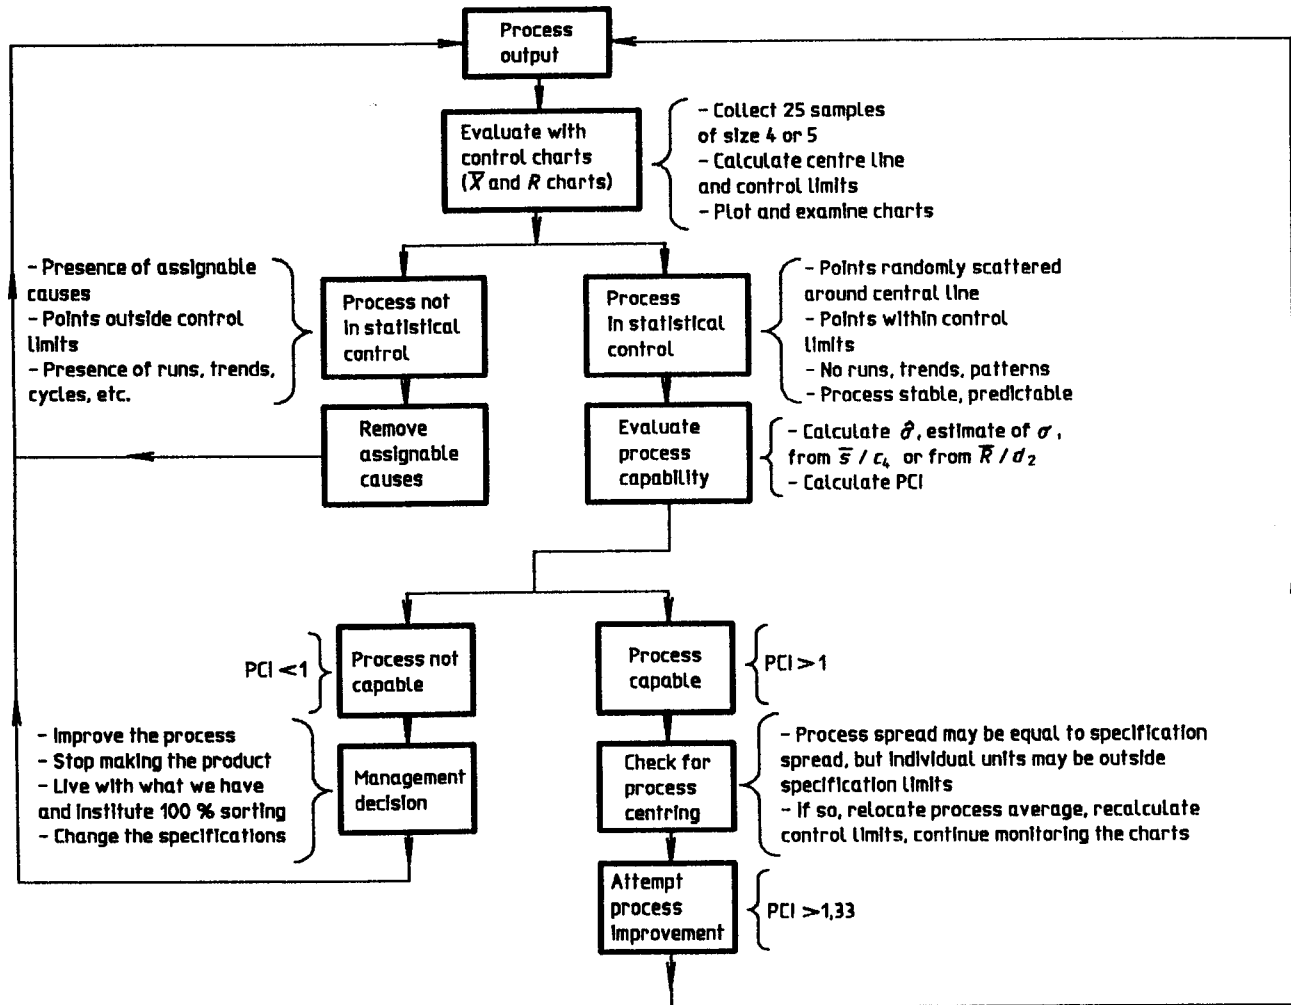 Process
output
Evaluate with
control charts
(X̅ and R charts)
- Collect 25 samples
of size 4 or 5
- Calculate centre line
and control limits
- Plot and examine charts
- Presence of assignable
causes
- Points outside control
limits
- Presence of runs, trends,
cycles, etc.
Process not
in statistical
control
Process
in statistical
control
- Points randomly scattered
around central line
- Points within control
limits
- No runs, trends, patterns
- Process stable, predictable
Remove
assignable
causes
Evaluate
process
capability
- Calculate σ̂, estimate of σ,
from s̅ / c₄ or from R̅ / d₂
- Calculate PCI
PCI < 1
Process not
capable
Process
capable
PCI > 1
- Improve the process
- Stop making the product
- Live with what we have
and institute 100 % sorting
- Change the specifications
Management
decision
Check for
process
centring
- Process spread may be equal to specification
spread, but individual units may be outside
specification limits
- If so, relocate process average, recalculate
control limits, continue monitoring the charts
Attempt
process
improvement
PCI > 1,33